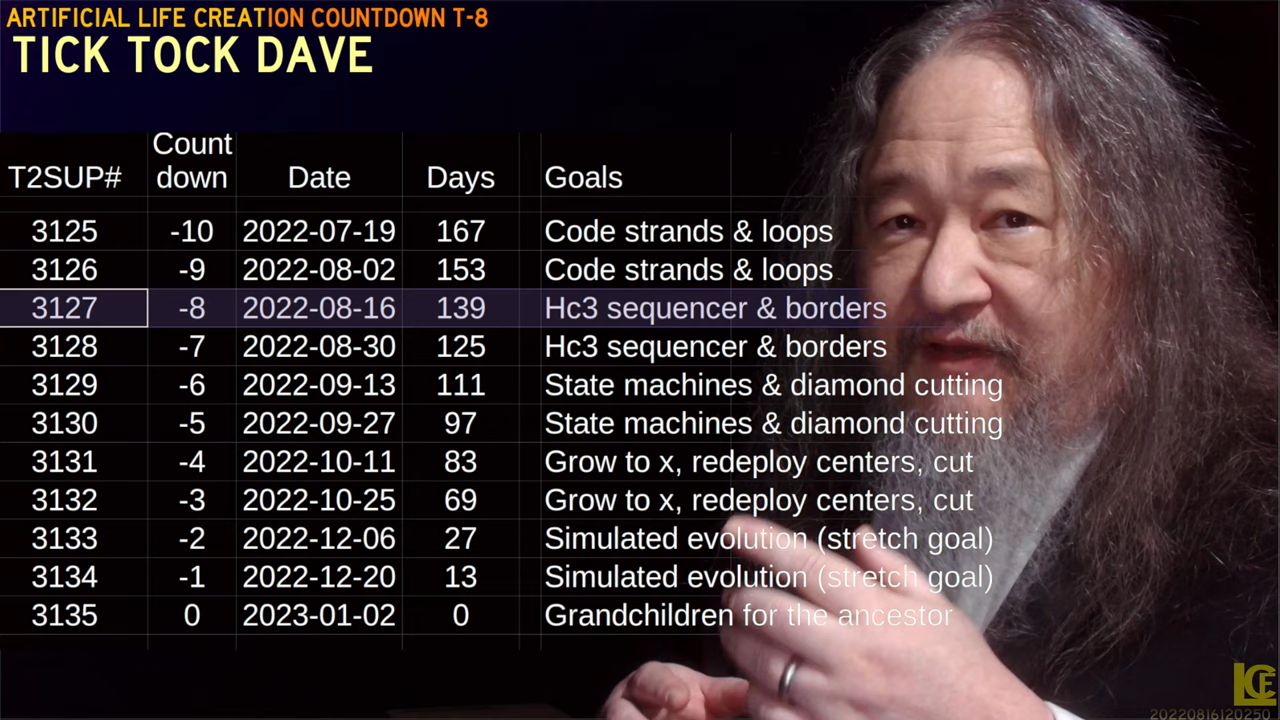 ARTIFICIAL LIFE CREATION COUNTDOWN T-8
TICK TOCK DAVE
T2SUP# Count down Date Days Goals
3125 -10 2022-07-19 167 Code strands & loops
3126 -9 2022-08-02 153 Code strands & loops
3127 -8 2022-08-16 139 Hc3 sequencer & borders
3128 -7 2022-08-30 125 Hc3 sequencer & borders
3129 -6 2022-09-13 111 State machines & diamond cutting
3130 -5 2022-09-27 97 State machines & diamond cutting
3131 -4 2022-10-11 83 Grow to x, redeploy centers, cut
3132 -3 2022-10-25 69 Grow to x, redeploy centers, cut
3133 -2 2022-12-06 27 Simulated evolution (stretch goal)
3134 -1 2022-12-20 13 Simulated evolution (stretch goal)
3135 0 2023-01-02 0 Grandchildren for the ancestor
20220816120250